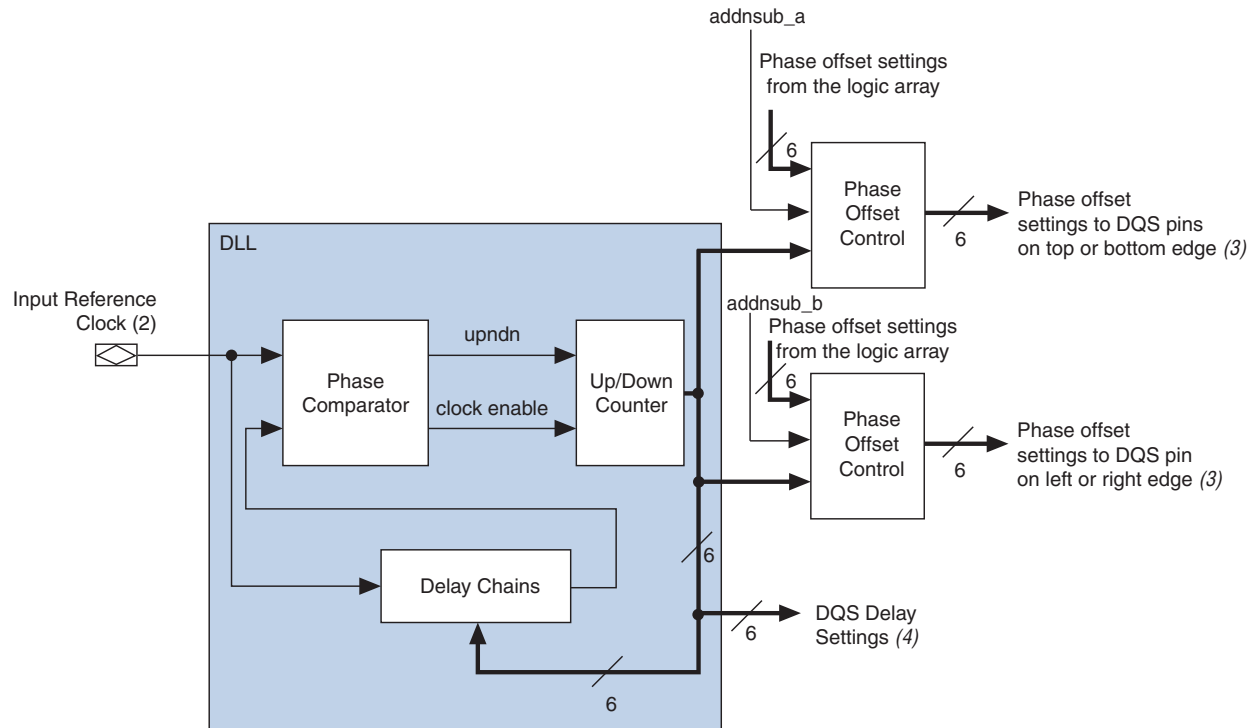 addnsub_a
Phase offset settings
from the logic array
6
Phase
Offset
Control
6
Phase offset
settings to DQS pins
on top or bottom edge (3)
DLL
Input Reference
Clock (2)
Phase
Comparator
upndn
clock enable
Up/Down
Counter
addnsub_b
Phase offset settings
from the logic array
6
Phase
Offset
Control
6
Phase offset
settings to DQS pin
on left or right edge (3)
6
Delay Chains
6
DQS Delay
Settings (4)
6